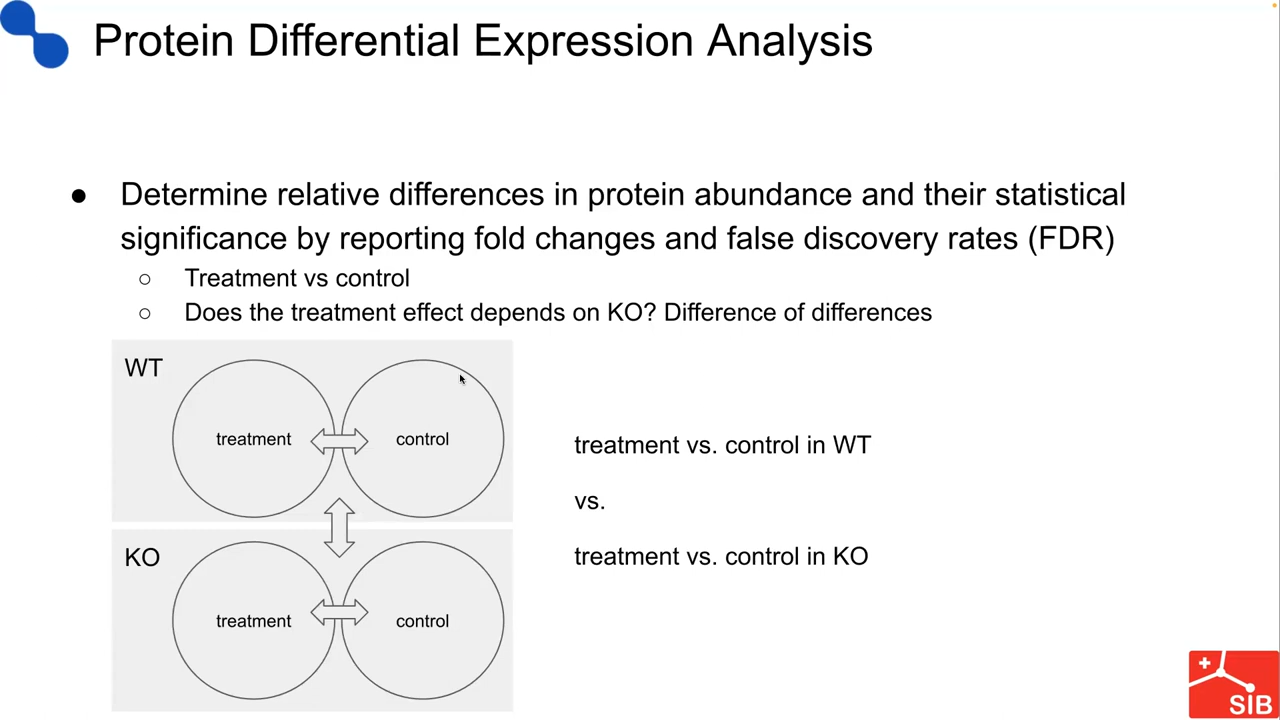 Protein Differential Expression Analysis
● Determine relative differences in protein abundance and their statistical
significance by reporting fold changes and false discovery rates (FDR)
○ Treatment vs control
○ Does the treatment effect depends on KO? Difference of differences
WT
treatment
control
treatment vs. control in WT
vs.
KO
treatment vs. control in KO
treatment
control
SIB